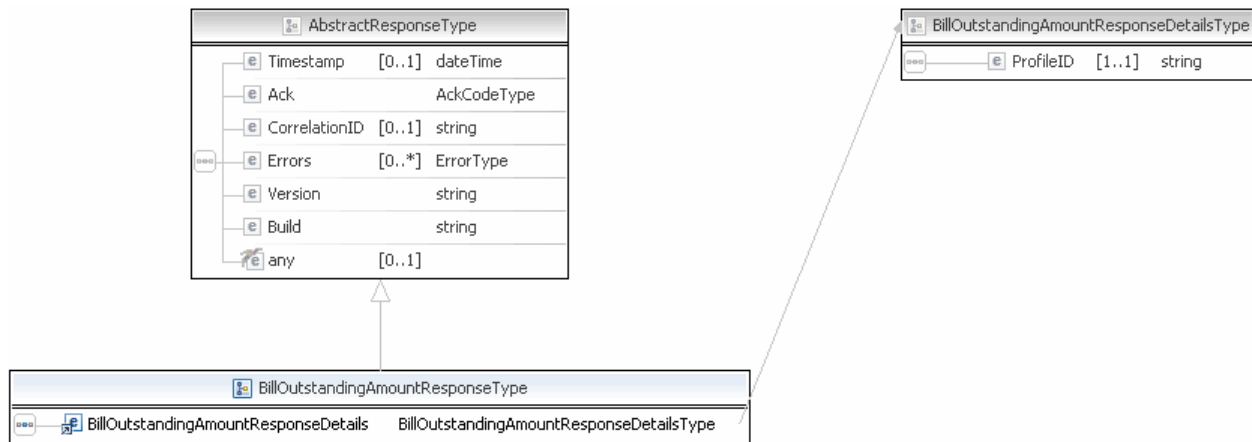 AbstractResponseType
Timestamp [0..1] dateTime
Ack AckCodeType
CorrelationID [0..1] string
Errors [0..*] ErrorType
Version string
Build string
any [0..1]
BillOutstandingAmountResponseDetailsType
ProfileID [1..1] string
BillOutstandingAmountResponseType
BillOutstandingAmountResponseDetails BillOutstandingAmountResponseDetailsType